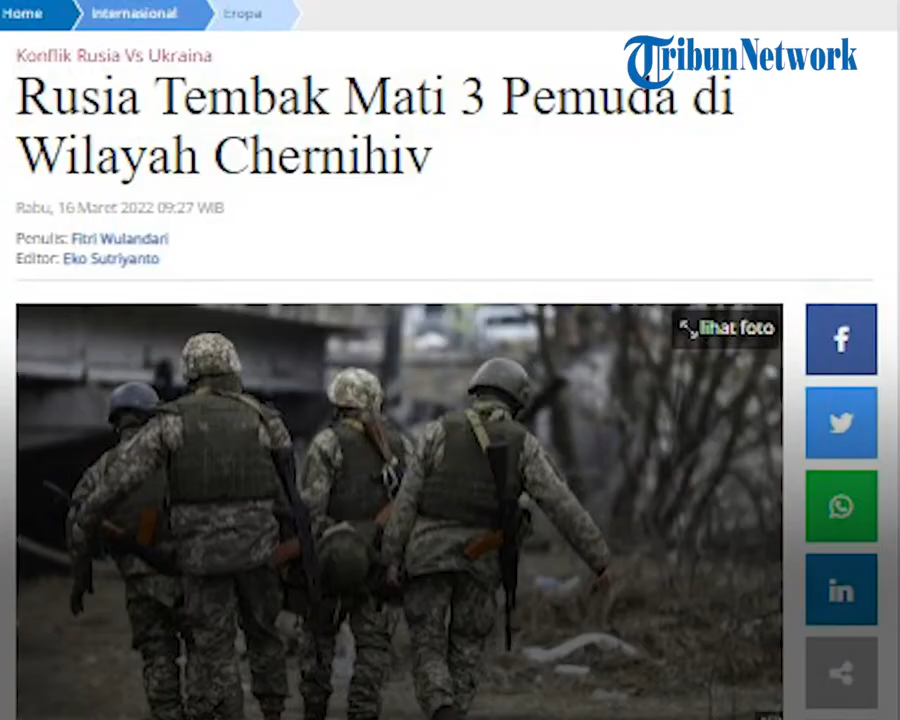 Home Internasional Eropa
Konflik Rusia Vs Ukraina
TribunNetwork
Rusia Tembak Mati 3 Pemuda di
Wilayah Chernihiv
Rabu, 16 Maret 2022 09:27 WIB
Penulis: Fitri Wulandari
Editor: Eko Sutriyanto
lihat foto
f
in